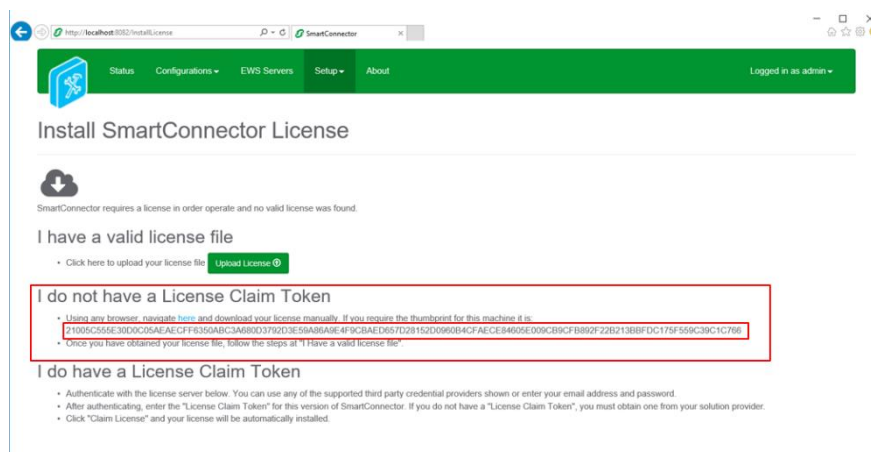 http://localhost:8082/installLicense
SmartConnector
Status Configurations EWS Servers Setup About Logged in as admin
Install SmartConnector License
SmartConnector requires a license in order operate and no valid license was found.
I have a valid license file
• Click here to upload your license file Upload License
I do not have a License Claim Token
• Using any browser, navigate here and download your license manually. If you require the thumbprint for this machine it is:
21005C555E30D0C05AEAECFF6350ABC3A680D3792D3E59A86A9E4F9CBAED657D28152D0960B4CFAECE84605E009CB9CFB892F22B213BBFDC175F559C39C1C766
• Once you have obtained your license file, follow the steps at "I Have a valid license file".
I do have a License Claim Token
• Authenticate with the license server below. You can use any of the supported third party credential providers shown or enter your email address and password.
• After authenticating, enter the "License Claim Token" for this version of SmartConnector. If you do not have a "License Claim Token", you must obtain one from your solution provider.
• Click "Claim License" and your license will be automatically installed.